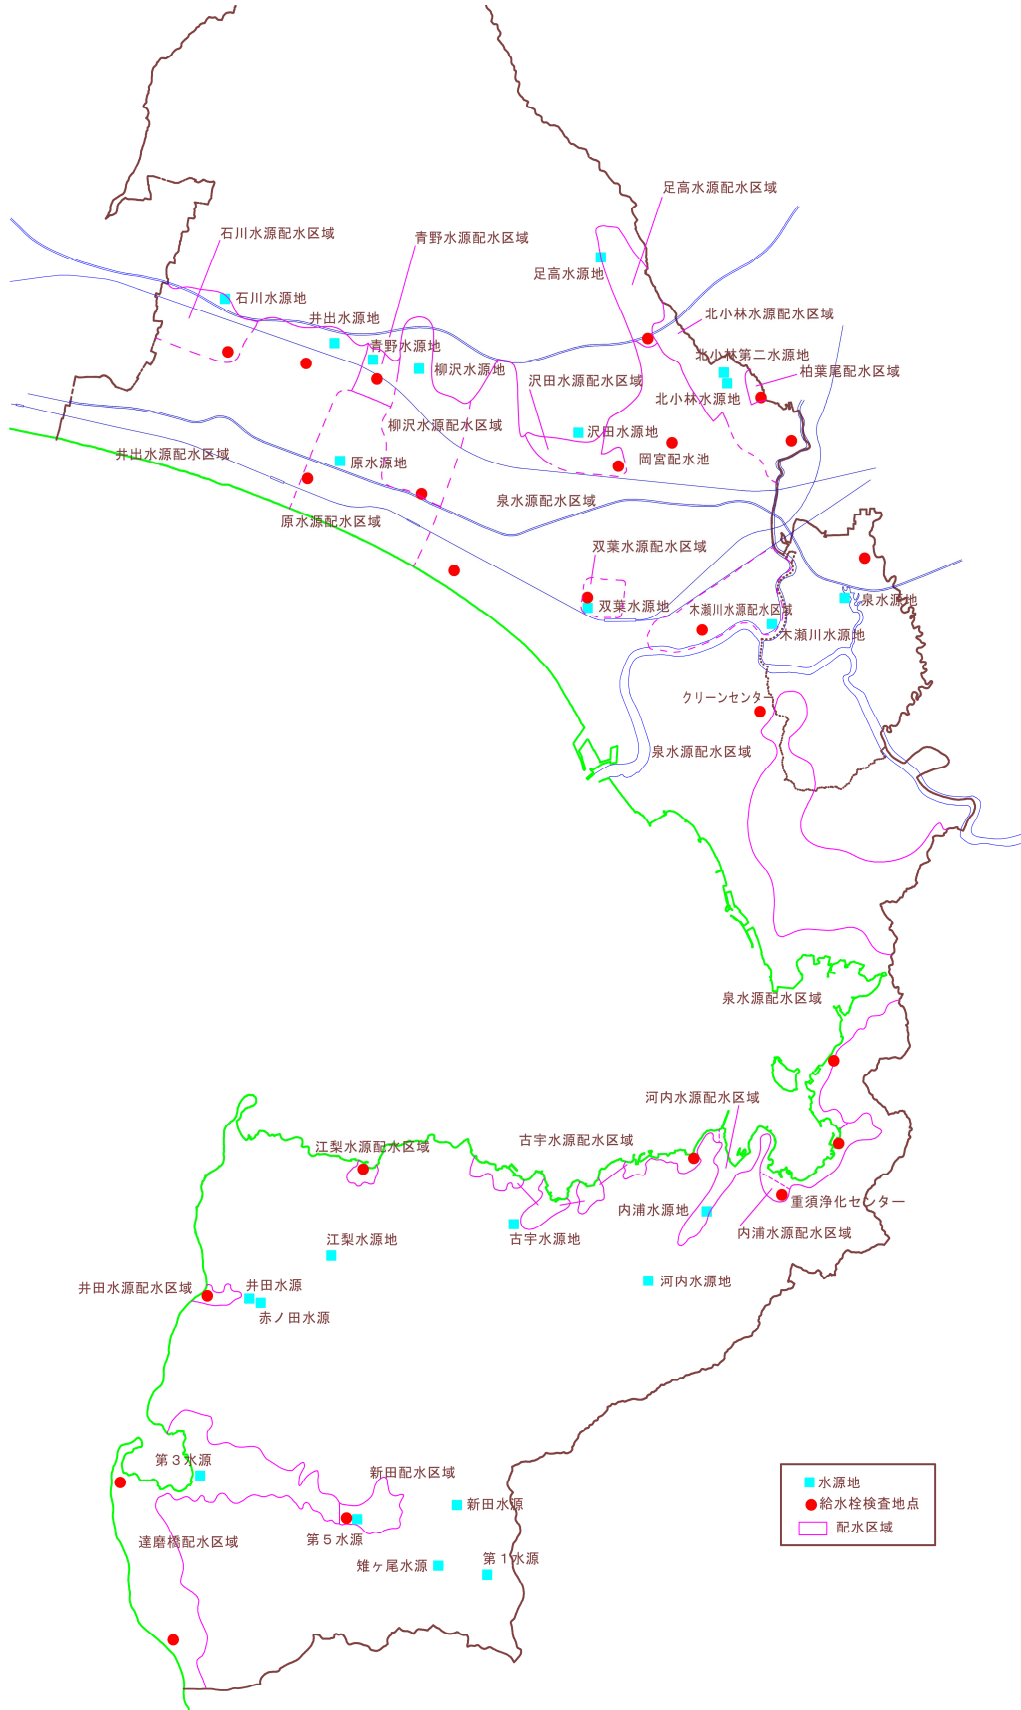 足高水源配水区域
石川水源配水区域
青野水源配水区域
足高水源地
石川水源地
北小林水源配水区域
井出水源地
青野水源地
北小林第二水源地
柳沢水源地
柏葉尾配水区域
沢田水源配水区域
北小林水源地
柳沢水源配水区域
沢田水源地
井出水源配水区域
原水源地
岡宮配水池
泉水源配水区域
原水源配水区域
双葉水源配水区域
泉水源地
双葉水源地
木瀬川水源配水区域
木瀬川水源地
クリーンセンター
泉水源配水区域
泉水源配水区域
河内水源配水区域
江梨水源配水区域
古宇水源配水区域
重須浄化センター
内浦水源地
内浦水源配水区域
江梨水源地
古宇水源地
河内水源地
井田水源配水区域
井田水源
赤ノ田水源
第３水源
新田配水区域
新田水源
第５水源
達磨橋配水区域
第１水源
雉ヶ尾水源
水源地
給水栓検査地点
配水区域